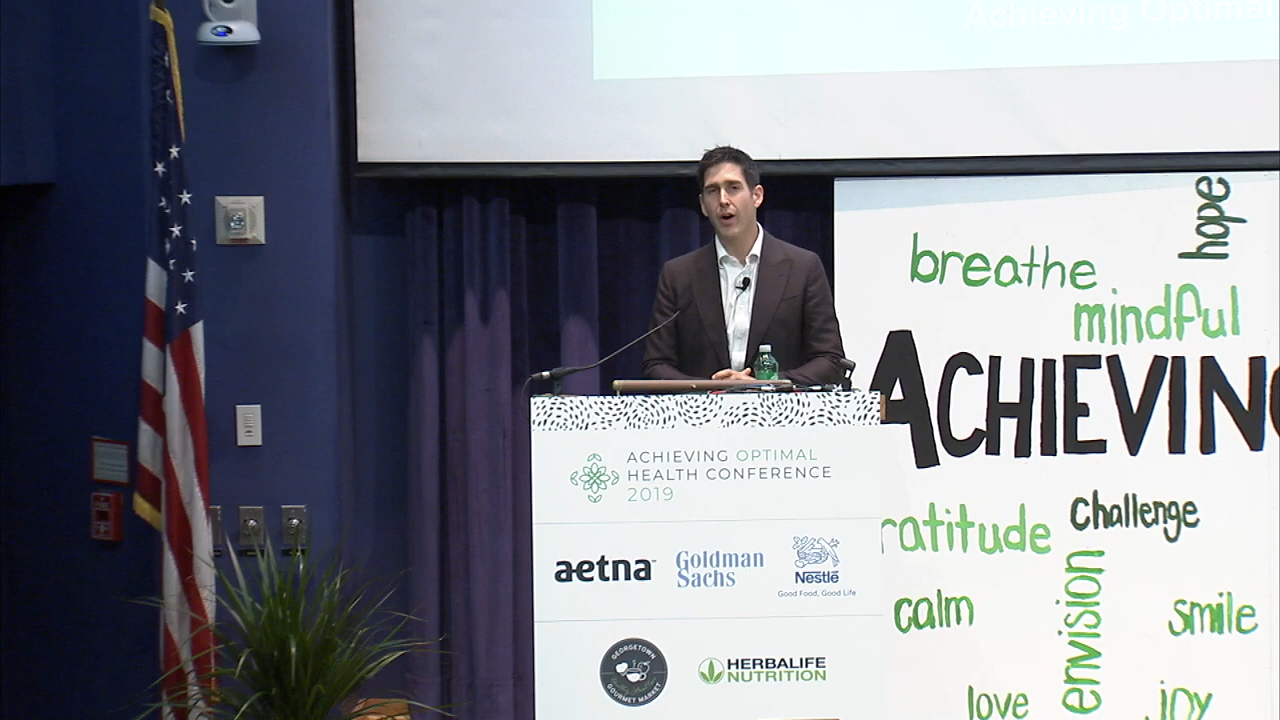 Achieving Optimal
hope
breathe
mindful
ACHIEVING
ratitude
Challenge
envision
calm
smile
love
joy
ACHIEVING OPTIMAL
HEALTH CONFERENCE
2019
aetna
Goldman
Sachs
Nestlé
Good Food, Good Life
GEORGETOWN
GOURMET MARKET
HERBALIFE
NUTRITION